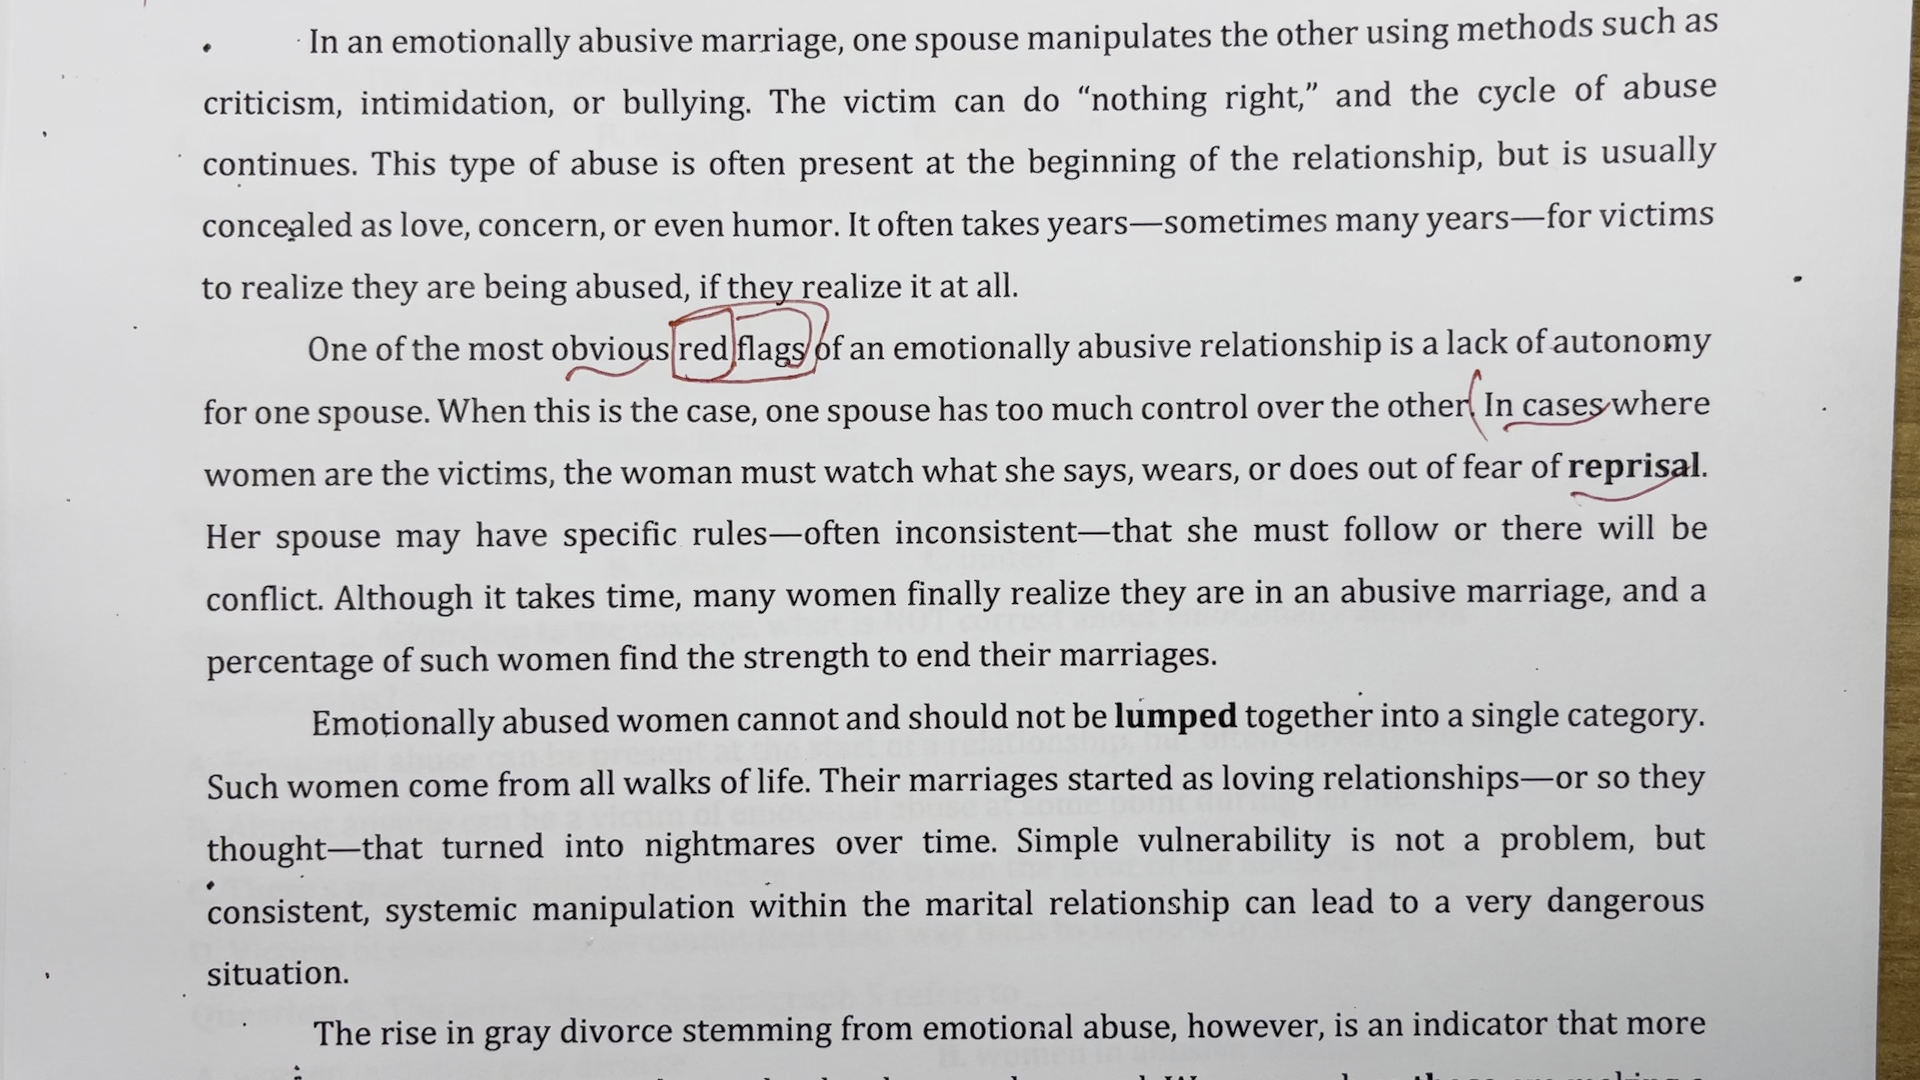 In an emotionally abusive marriage, one spouse manipulates the other using methods such as
criticism, intimidation, or bullying. The victim can do “nothing right,” and the cycle of abuse
continues. This type of abuse is often present at the beginning of the relationship, but is usually
concealed as love, concern, or even humor. It often takes years—sometimes many years—for victims
to realize they are being abused, if they realize it at all.
One of the most obvious red flags of an emotionally abusive relationship is a lack of autonomy
for one spouse. When this is the case, one spouse has too much control over the other. In cases where
women are the victims, the woman must watch what she says, wears, or does out of fear of reprisal.
Her spouse may have specific rules—often inconsistent—that she must follow or there will be
conflict. Although it takes time, many women finally realize they are in an abusive marriage, and a
percentage of such women find the strength to end their marriages.
Emotionally abused women cannot and should not be lumped together into a single category.
Such women come from all walks of life. Their marriages started as loving relationships—or so they
thought—that turned into nightmares over time. Simple vulnerability is not a problem, but
consistent, systemic manipulation within the marital relationship can lead to a very dangerous
situation.
The rise in gray divorce stemming from emotional abuse, however, is an indicator that more